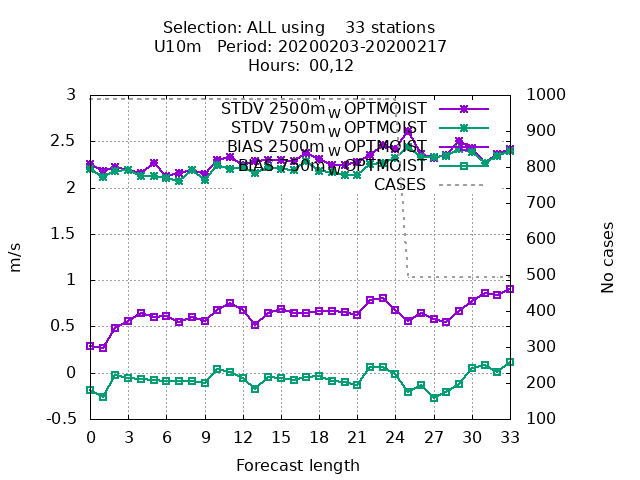 Selection: ALL using    33 stations
U10m   Period: 20200203-20200217
Hours:  00,12
STDV 2500m_W OPTMOIST
STDV 750m_W OPTMOIST
BIAS 2500m_W OPTMOIST
BIAS 750m_W OPTMOIST
CASES
m/s
3
2.5
2
1.5
1
0.5
0
-0.5
No cases
1000
900
800
700
600
500
400
300
200
100
0 3 6 9 12 15 18 21 24 27 30 33
Forecast length